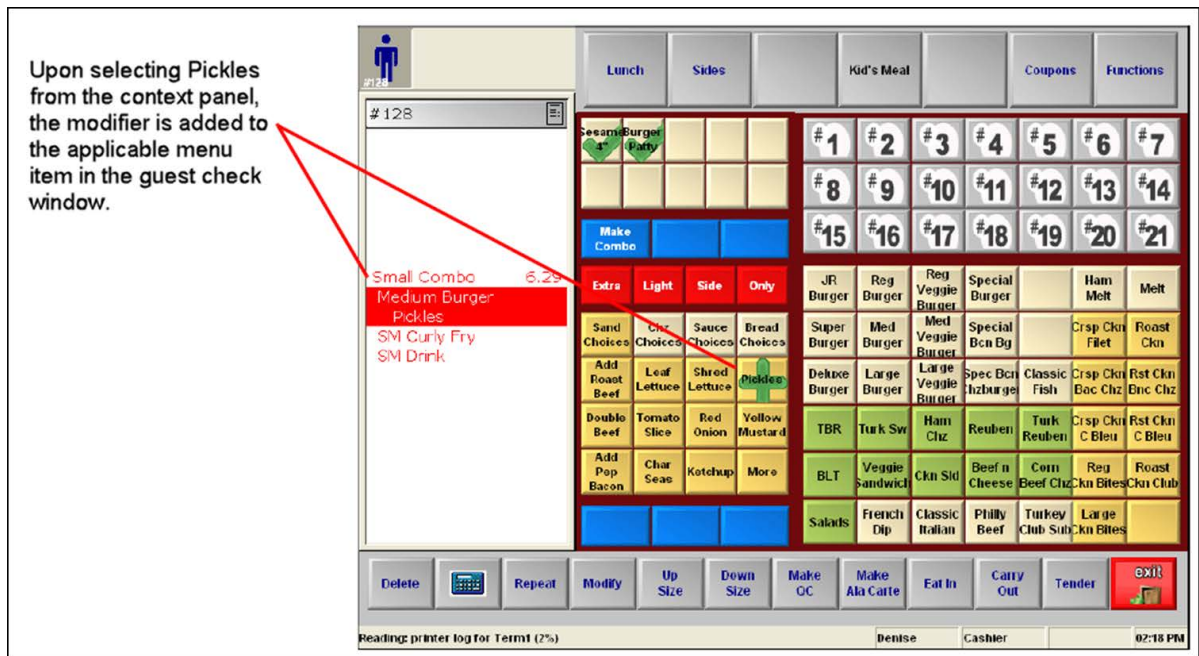 Upon selecting Pickles
from the context panel,
the modifier is added to
the applicable menu
item in the guest check
window.
#128
#128
Small Combo 6.29
Medium Burger
Pickles
SM Curly Fry
SM Drink
Lunch Sides Kid's Meal Coupons Functions
Sesame Burger
4" Patty
Make
Combo
Extra Light Side Only
Sand Chz Sauce Bread
Choices Choices Choices Choices
Add
Roast
Beef
Leaf
Lettuce
Shred
Lettuce
Pickles
Double
Beef
Tomato
Slice
Red
Onion
Yellow
Mustard
Add
Pep
Bacon
Char
Seas
Ketchup
More
#1 #2 #3 #4 #5 #6 #7
#8 #9 #10 #11 #12 #13 #14
#15 #16 #17 #18 #19 #20 #21
JR
Burger
Reg
Burger
Reg
Veggie
Burger
Special
Burger
Ham
Melt
Melt
Super
Burger
Med
Burger
Med
Veggie
Burger
Special
Bcn Bg
Crsp Ckn
Filet
Roast
Ckn
Deluxe
Burger
Large
Burger
Large
Veggie
Burger
Spec Bcn
Chzburger
Classic
Fish
Crsp Ckn
Bac Chz
Rst Ckn
Bnc Chz
TBR
Turk Sw
Ham
Chz
Reuben
Turk
Reuben
Crsp Ckn
C Bleu
Rst Ckn
C Bleu
BLT
Veggie
Sandwich
Ckn Sld
Beef n
Cheese
Corn
Beef Chz
Reg
Ckn Bites
Roast
Ckn Club
Salads
French
Dip
Classic
Italian
Philly
Beef
Turkey
Club Sub
Large
Ckn Bites
Delete Repeat Modify
Up
Size
Down
Size
Make
QC
Make
Ala Carte
Eat In
Carry
Out
Tender
exit
Reading: printer log for Term1 (2%) Denise Cashier 02:18 PM